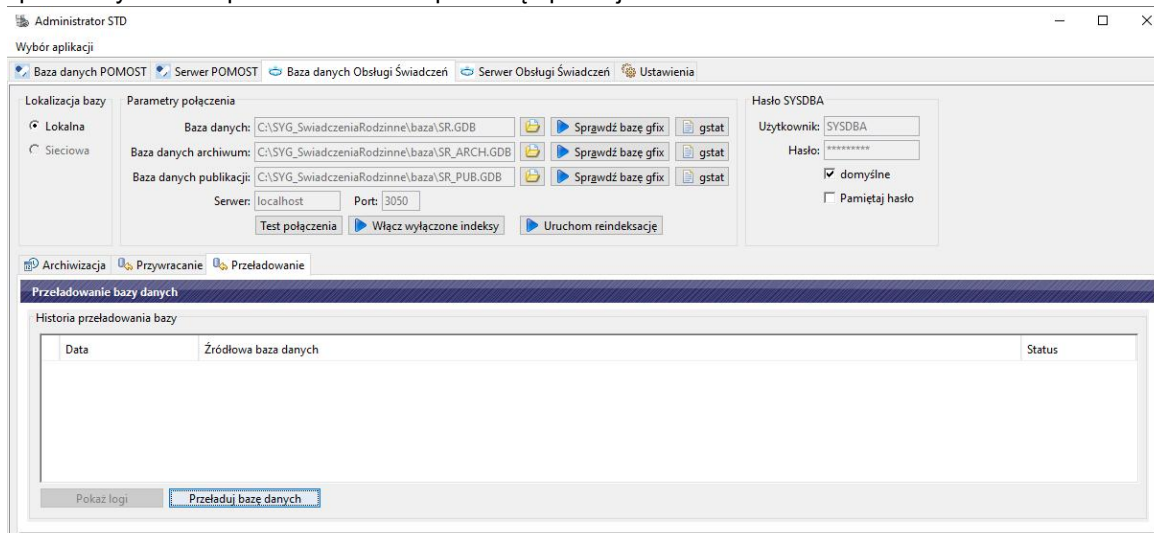 Administrator STD
Wybór aplikacji
Baza danych POMOST Serwer POMOST Baza danych Obsługi Świadczeń Serwer Obsługi Świadczeń Ustawienia
Lokalizacja bazy Parametry połączenia Hasło SYSDBA
Lokalna Baza danych: C:\SYG_SwiadczeniaRodzinne\baza\SR.GDB Sprawdź bazę gfix gstat Użytkownik: SYSDBA
Sieciowa Baza danych archiwum: C:\SYG_SwiadczeniaRodzinne\baza\SR_ARCH.GDB Sprawdź bazę gfix gstat Hasło: *********
Baza danych publikacji: C:\SYG_SwiadczeniaRodzinne\baza\SR_PUB.GDB Sprawdź bazę gfix gstat domyślne
Serwer: localhost Port: 3050 Pamiętaj hasło
Test połączenia Włącz wyłączone indeksy Uruchom reindeksację
Archiwizacja Przywracanie Przeładowanie
Przeładowanie bazy danych
Historia przeładowania bazy
Data Źródłowa baza danych Status
Pokaż logi Przeładuj bazę danych